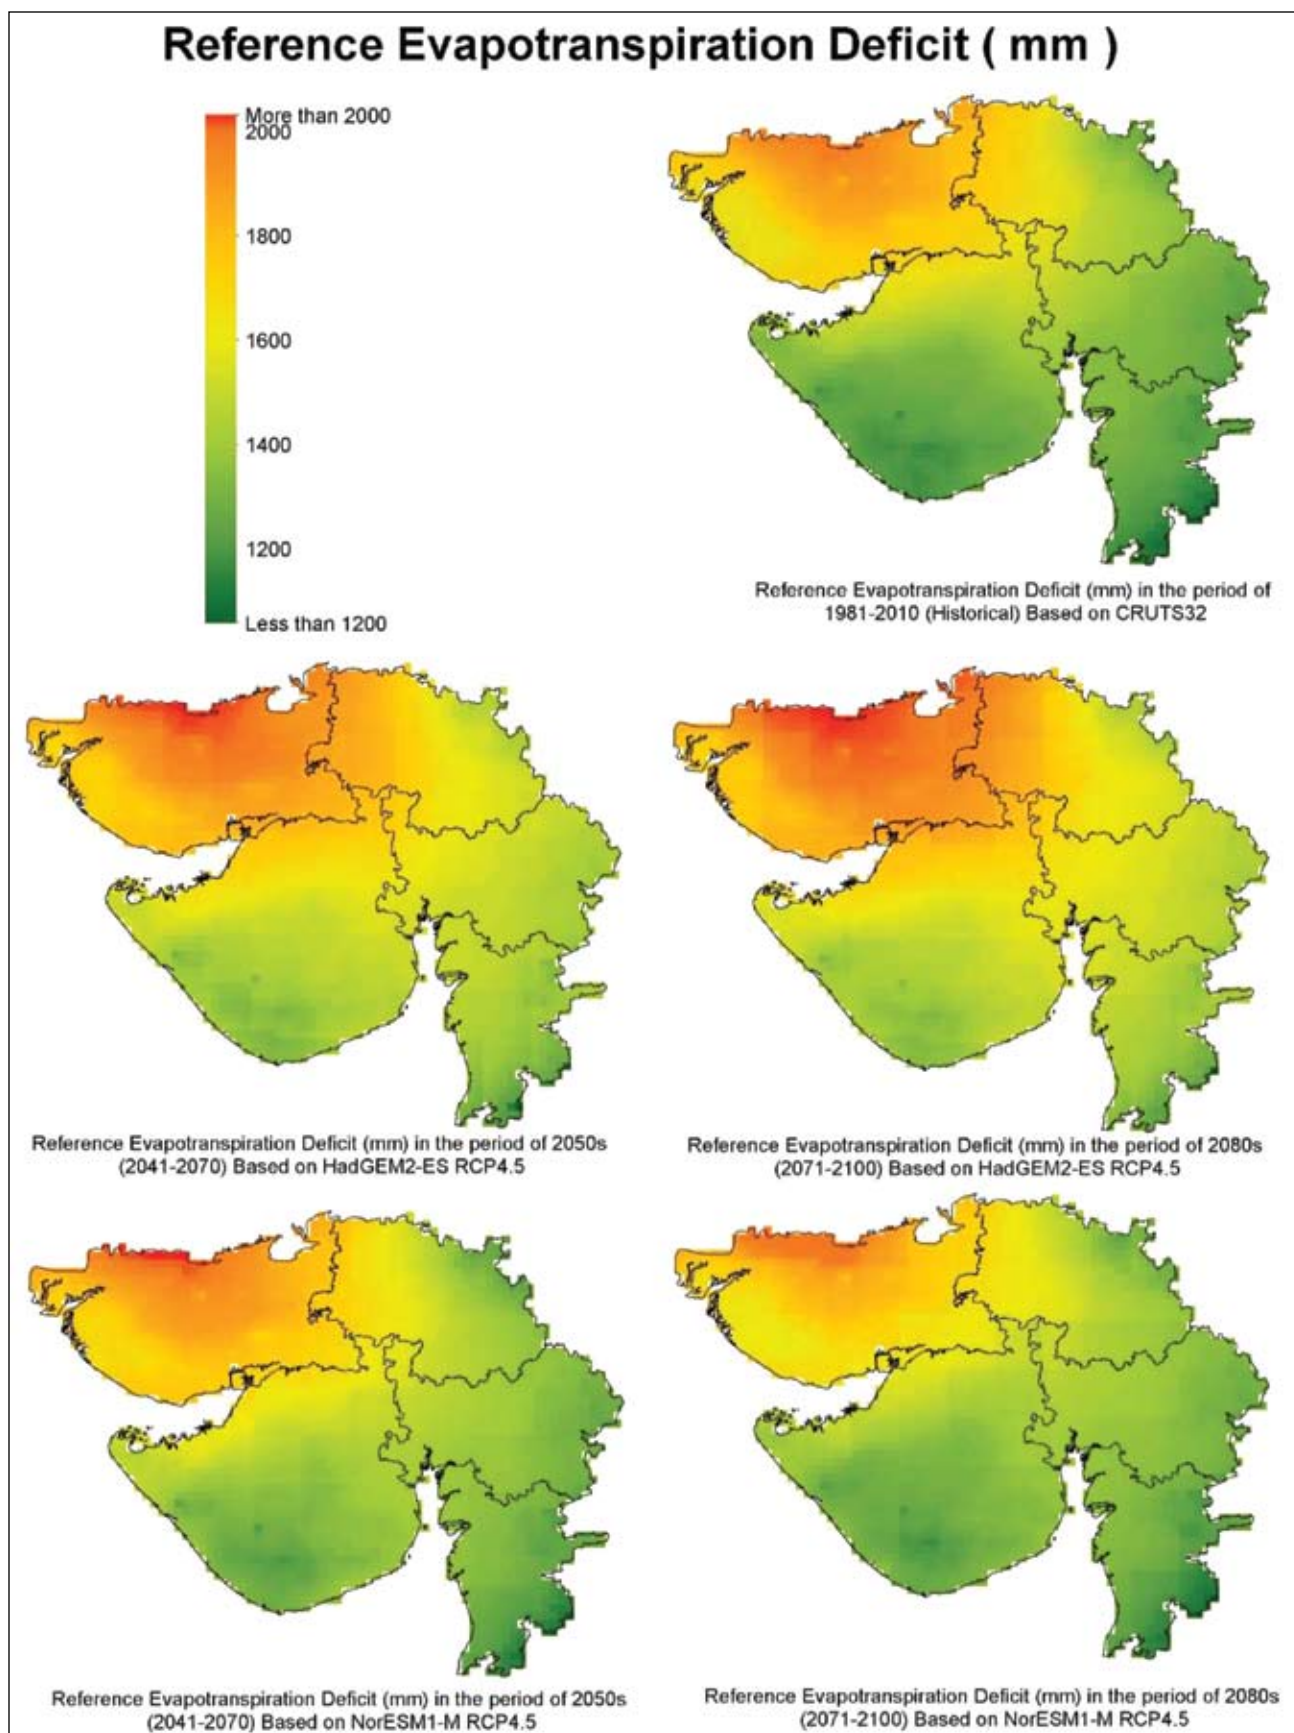 Reference Evapotranspiration Deficit ( mm )
More than 2000
2000
1800
1600
1400
1200
Less than 1200
Reference Evapotranspiration Deficit (mm) in the period of
1981-2010 (Historical) Based on CRUTS32
Reference Evapotranspiration Deficit (mm) in the period of 2050s
(2041-2070) Based on HadGEM2-ES RCP4.5
Reference Evapotranspiration Deficit (mm) in the period of 2080s
(2071-2100) Based on HadGEM2-ES RCP4.5
Reference Evapotranspiration Deficit (mm) in the period of 2050s
(2041-2070) Based on NorESM1-M RCP4.5
Reference Evapotranspiration Deficit (mm) in the period of 2080s
(2071-2100) Based on NorESM1-M RCP4.5